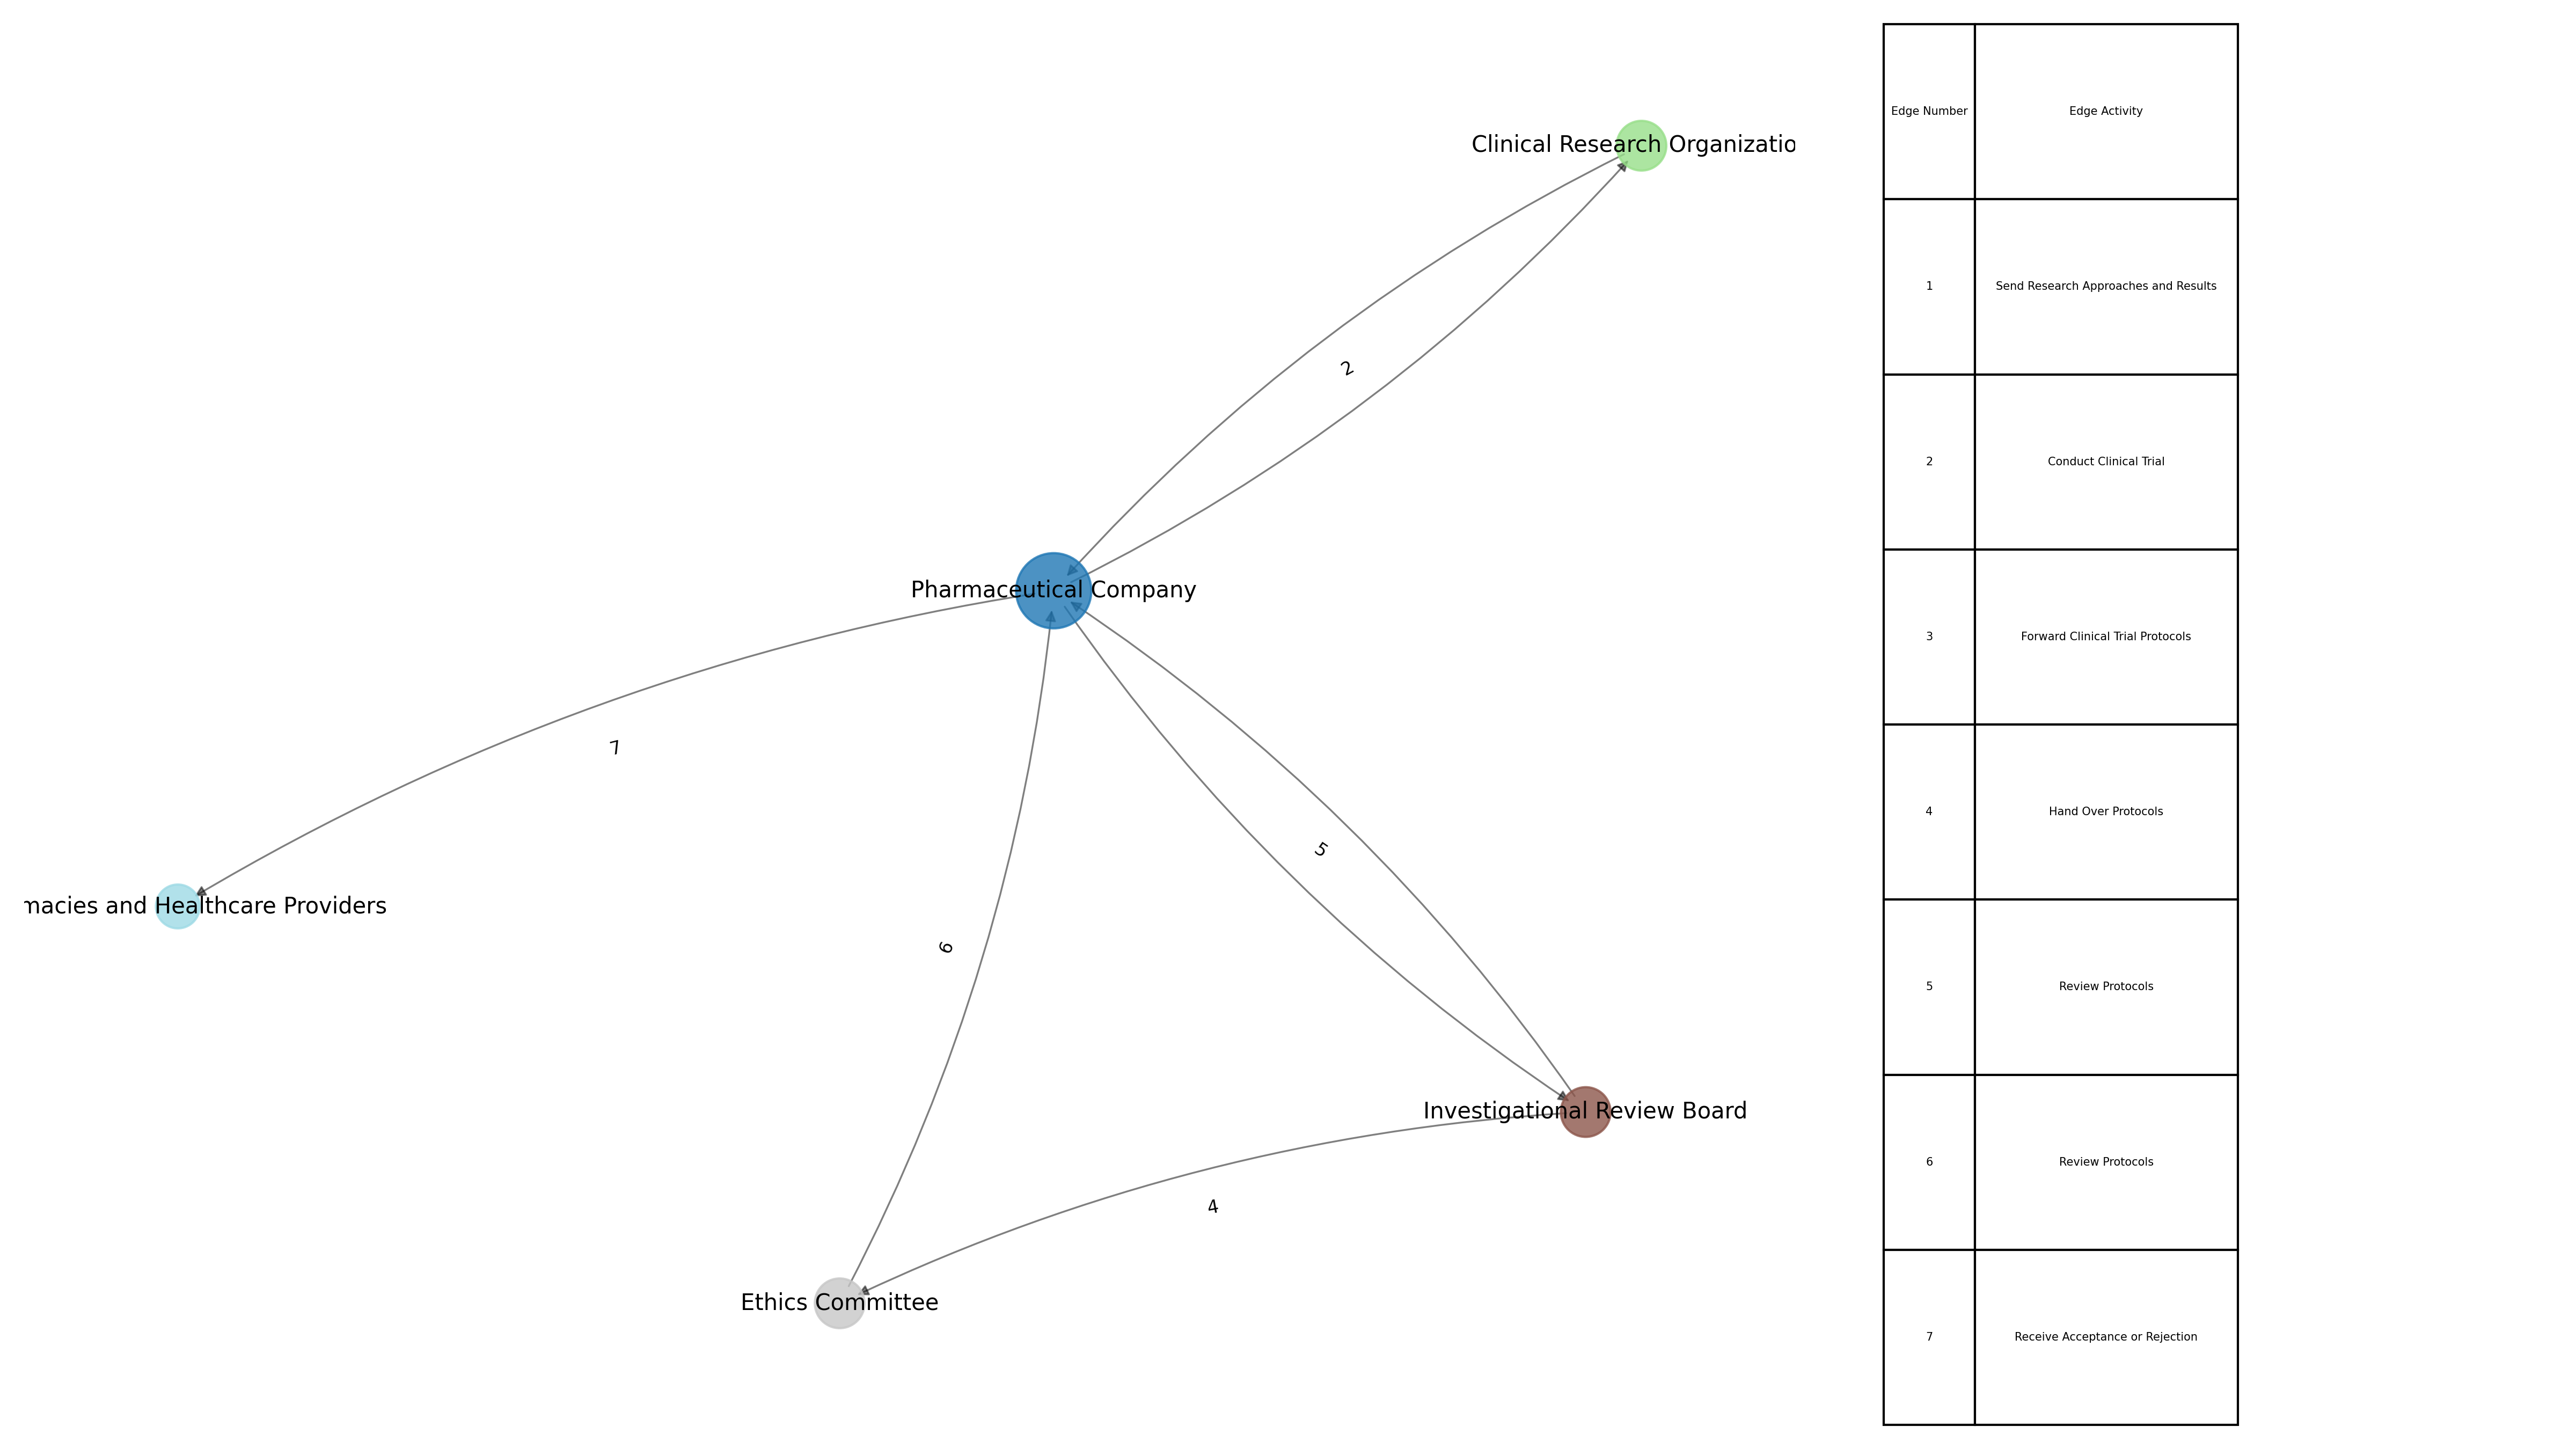 Clinical Research Organizatio
2
Pharmaceutical Company
7
5
macies and Healthcare Providers
6
Investigational Review Board
4
Ethics Committee
Edge Number Edge Activity
1 Send Research Approaches and Results
2 Conduct Clinical Trial
3 Forward Clinical Trial Protocols
4 Hand Over Protocols
5 Review Protocols
6 Review Protocols
7 Receive Acceptance or Rejection